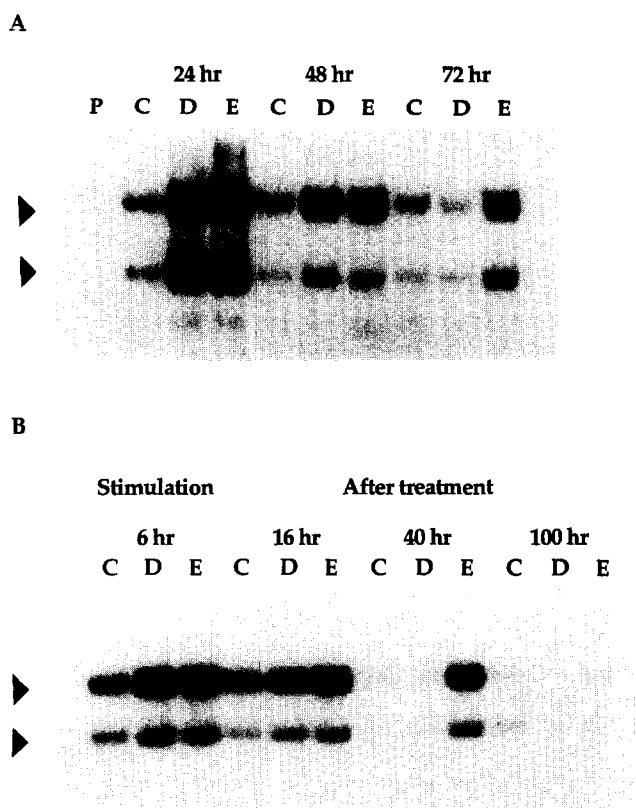 A
24 hr 48 hr 72 hr
P C D E C D E C D E
B
Stimulation After treatment
6 hr 16 hr 40 hr 100 hr
C D E C D E C D E C D E